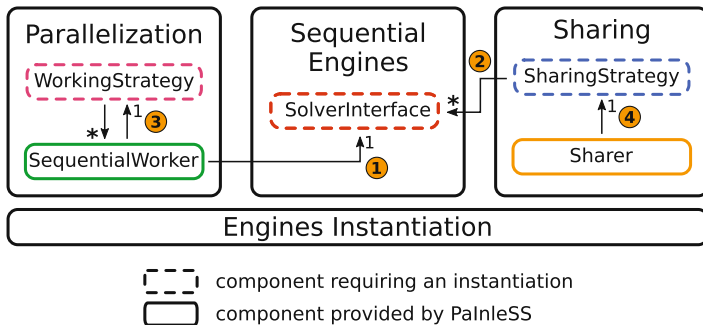 Parallelization
WorkingStrategy
1
3
*
SequentialWorker
Sequential
Engines
SolverInterface
*
1
1
Sharing
2
SharingStrategy
1
4
Sharer
Engines Instantiation
component requiring an instantiation
component provided by PaInleSS